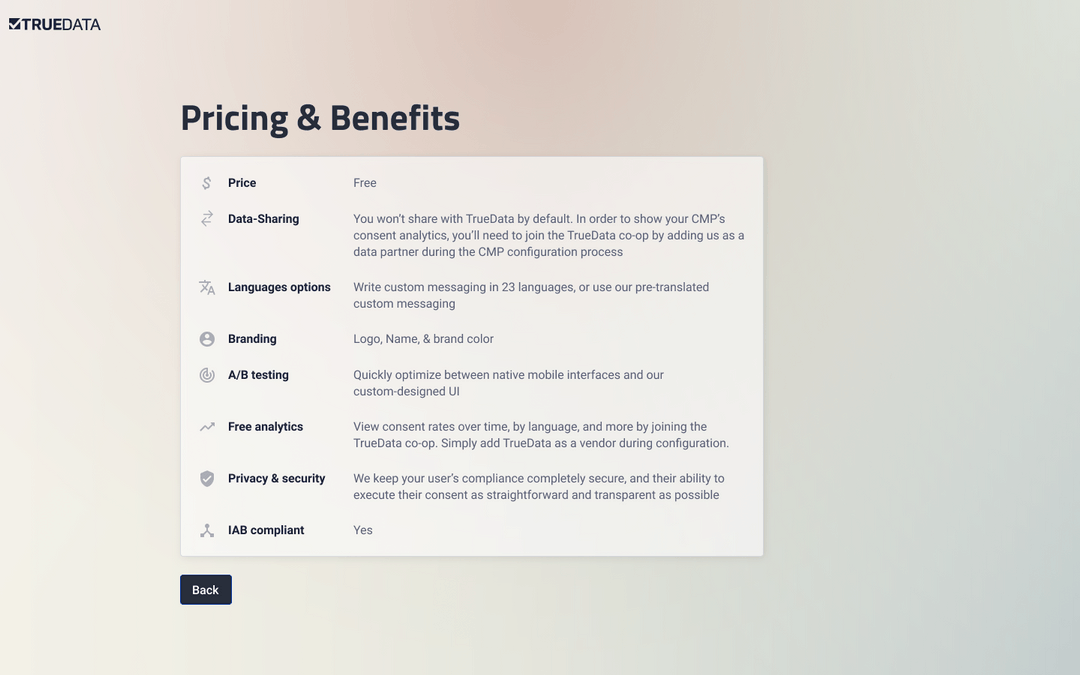 TRUEDATA
Pricing & Benefits
Price
Free
Data-Sharing
You won’t share with TrueData by default. In order to show your CMP’s
consent analytics, you’ll need to join the TrueData co-op by adding us as a
data partner during the CMP configuration process
Languages options
Write custom messaging in 23 languages, or use our pre-translated
custom messaging
Branding
Logo, Name, & brand color
A/B testing
Quickly optimize between native mobile interfaces and our
custom-designed UI
Free analytics
View consent rates over time, by language, and more by joining the
TrueData co-op. Simply add TrueData as a vendor during configuration.
Privacy & security
We keep your user’s compliance completely secure, and their ability to
execute their consent as straightforward and transparent as possible
IAB compliant
Yes
Back